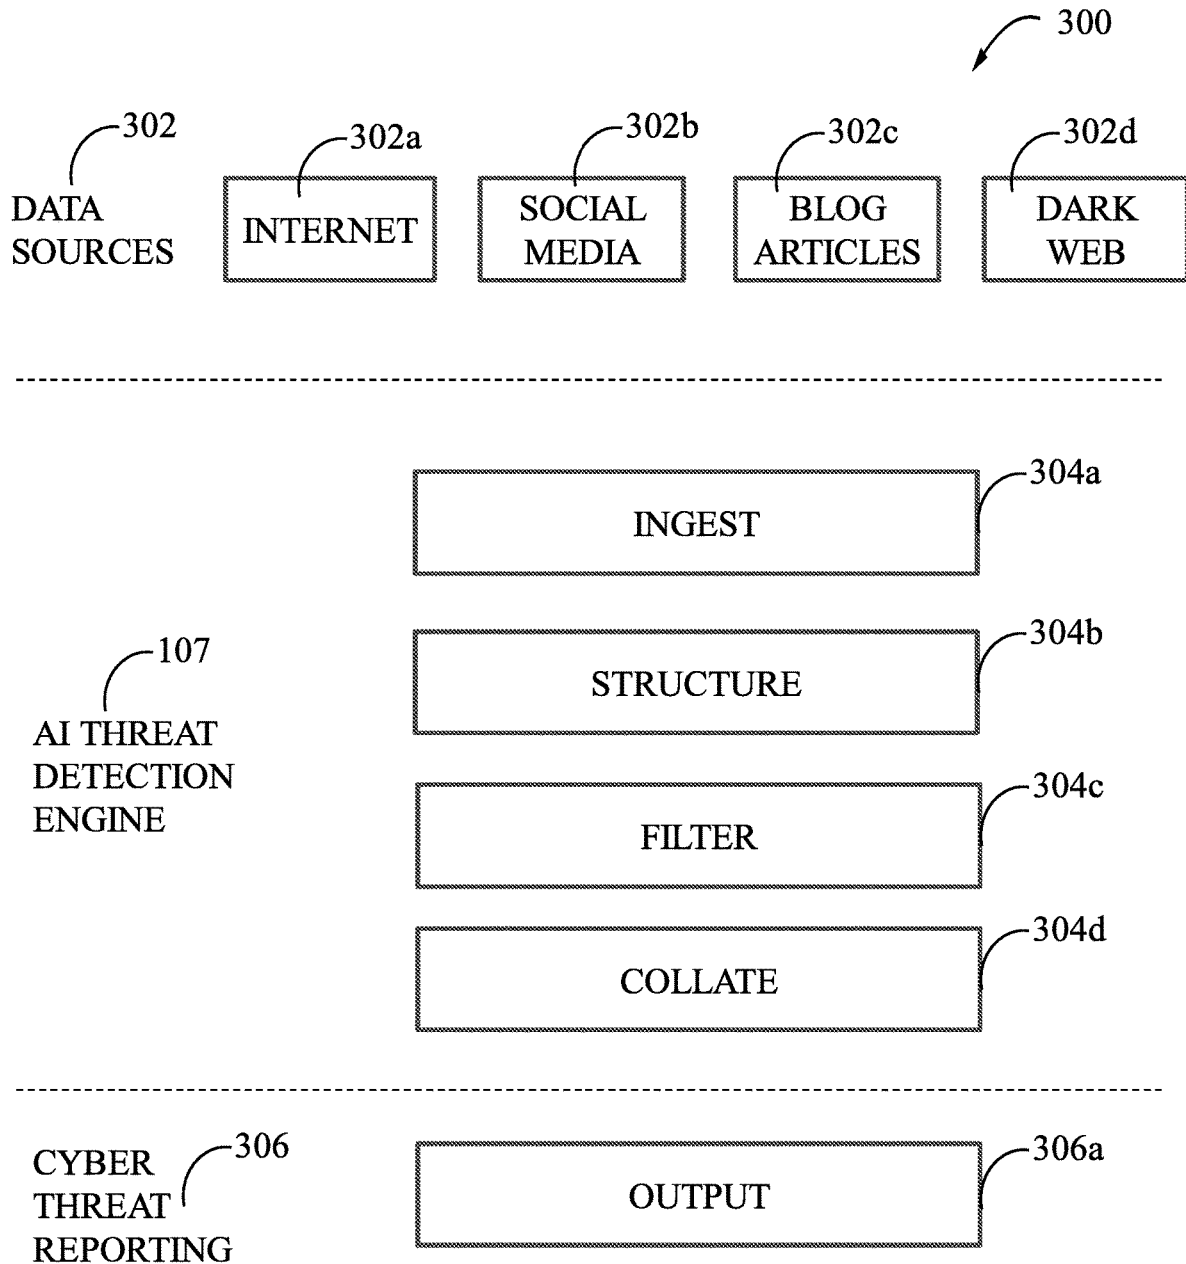 300
302
302a
302b
302c
302d
DATA
SOURCES
INTERNET
SOCIAL
MEDIA
BLOG
ARTICLES
DARK
WEB
304a
INGEST
304b
STRUCTURE
107
AI THREAT
DETECTION
ENGINE
304c
FILTER
304d
COLLATE
306
CYBER
THREAT
REPORTING
306a
OUTPUT